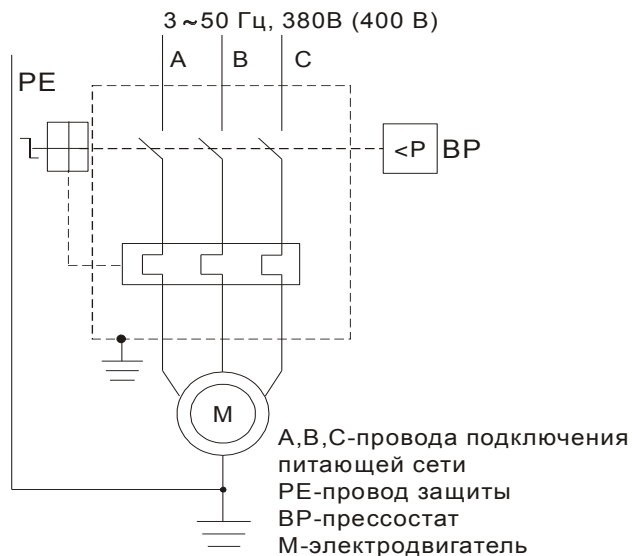 3~50 Гц, 380В (400 В)
A B C
PE
<P BP
M
A,B,C-провода подключения
питающей сети
PE-провод защиты
BP-прессостат
М-электродвигатель